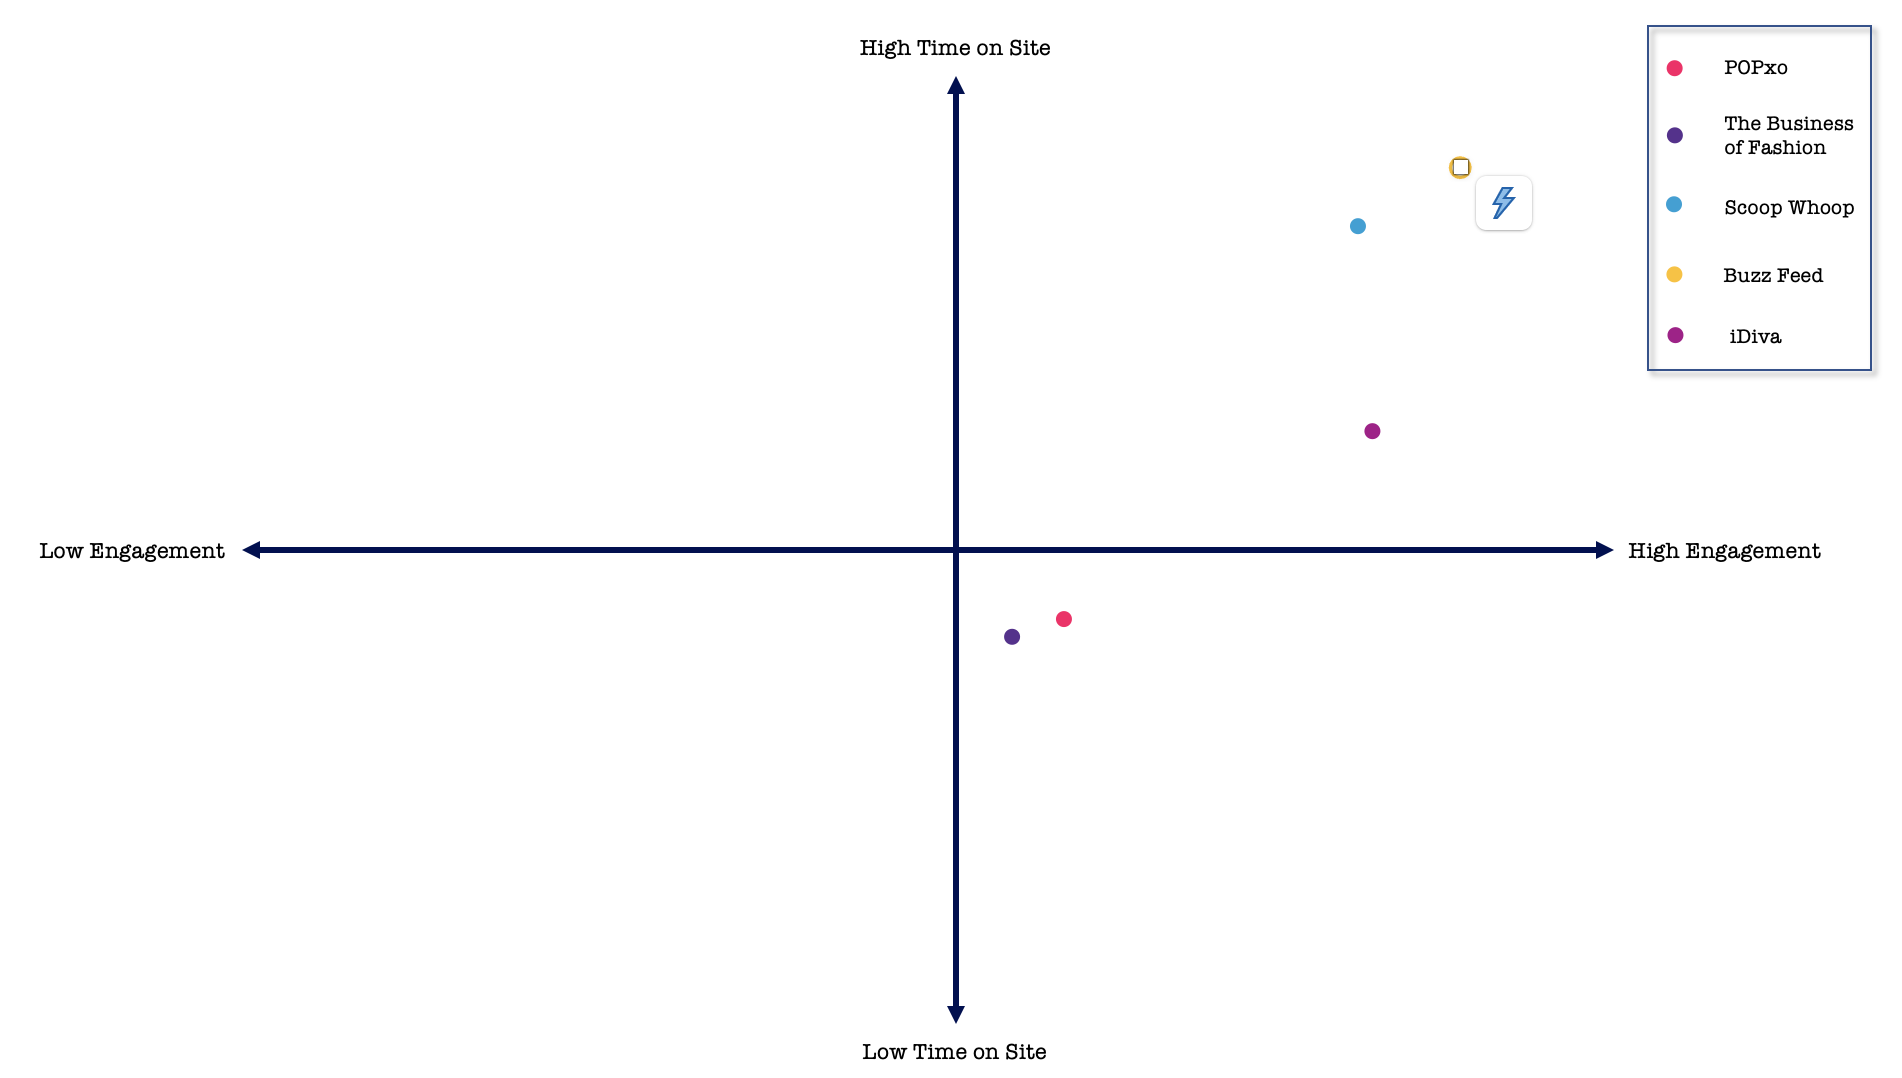 High Time on Site
POPxo
The Business
of Fashion
Scoop Whoop
Buzz Feed
iDiva
Low Engagement
High Engagement
Low Time on Site